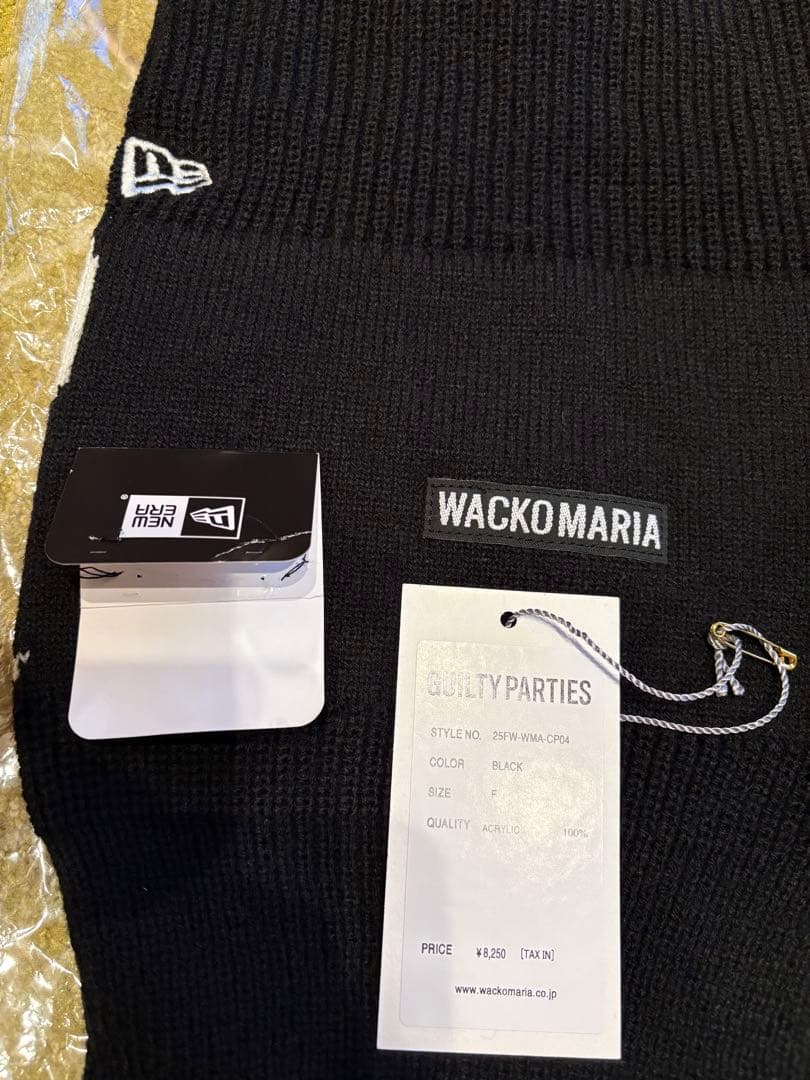 NEW
ERA
®
WACKO MARIA
GUILTY PARTIES
STYLE NO. 25FW-WMA-CP04
COLOR BLACK
SIZE F
QUALITY ACRYLIC 100%
PRICE ¥8,250 [TAX IN]
www.wackomaria.co.jp